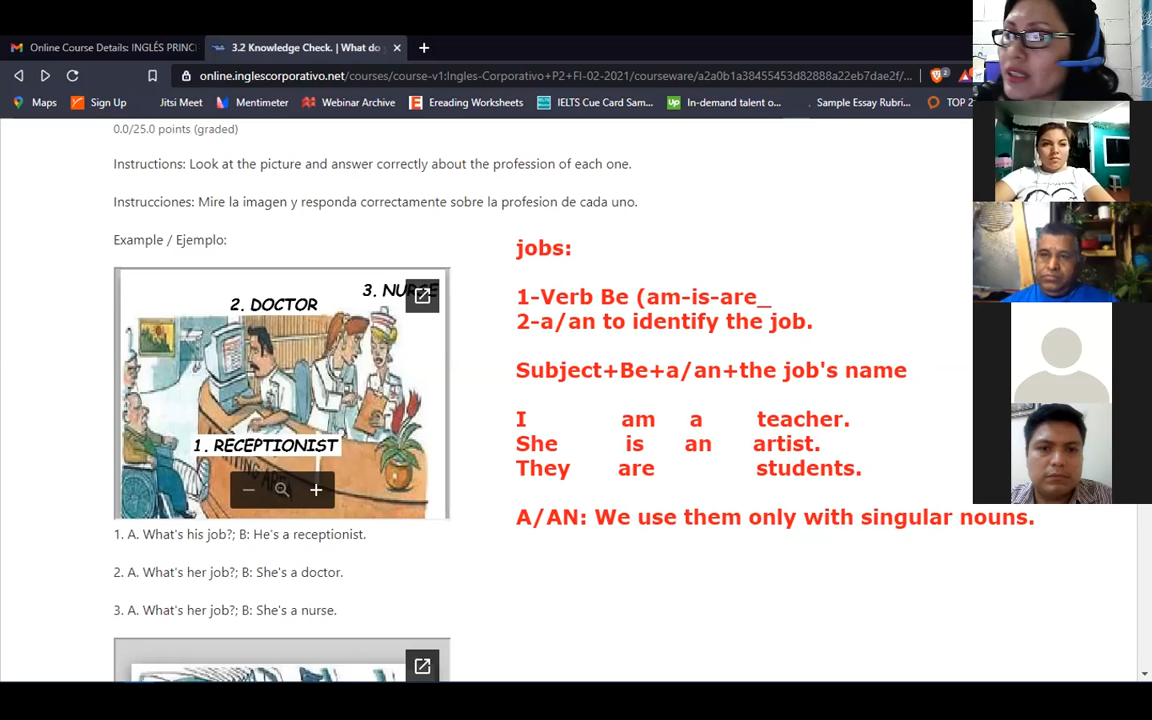 Online Course Details: INGLÉS PRINC
3.2 Knowledge Check. | What do
online.inglescorporativo.net/courses/course-v1:Ingles-Corporativo+P2+FI-02-2021/courseware/a2a0b1a38455453d82888a22eb7dae2f/...
2
Maps
Sign Up
Jitsi Meet
Mentimeter
Webinar Archive
Ereading Worksheets
IELTS Cue Card Sam...
Up
In-demand talent o...
Sample Essay Rubri...
TOP 2
0.0/25.0 points (graded)
Instructions: Look at the picture and answer correctly about the profession of each one.
Instrucciones: Mire la imagen y responda correctamente sobre la profesion de cada uno.
Example / Ejemplo:
3. NURSE
2. DOCTOR
1. RECEPTIONIST
1. A. What's his job?; B: He's a receptionist.
2. A. What's her job?; B: She's a doctor.
3. A. What's her job?; B: She's a nurse.
jobs:
1-Verb Be (am-is-are_
2-a/an to identify the job.
Subject+Be+a/an+the job's name
I am a teacher.
She is an artist.
They are students.
A/AN: We use them only with singular nouns.